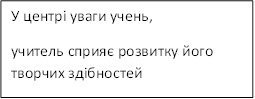 У центрі уваги учень,
учитель сприяє розвитку його
творчих здібностей